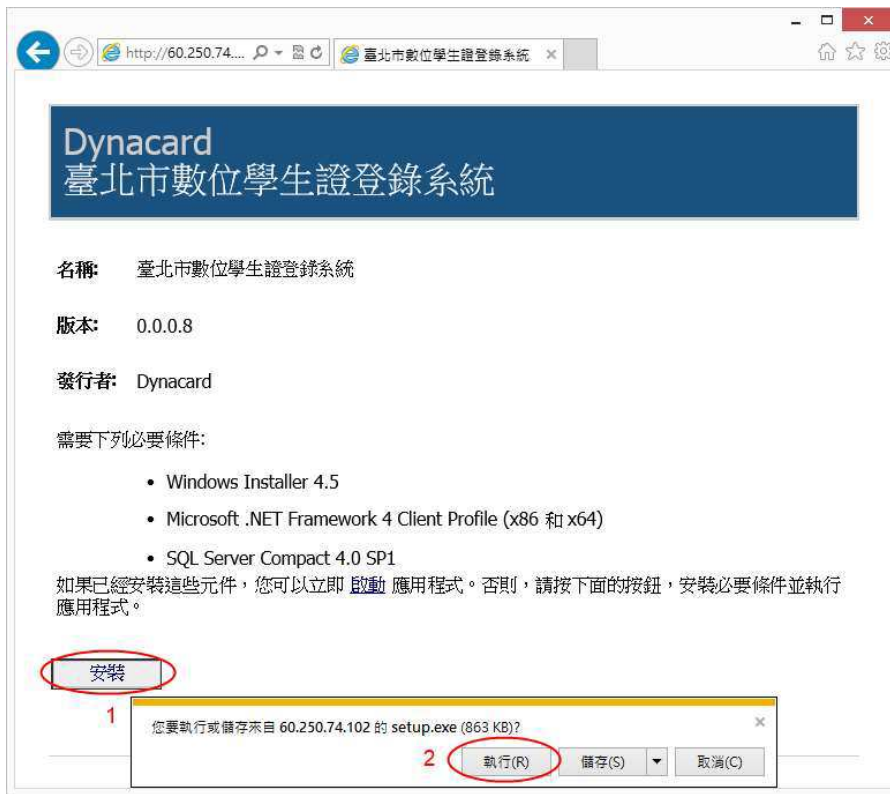 http://60.250.74.... 臺北市數位學生證登錄系統
Dynacard
臺北市數位學生證登錄系統
名稱: 臺北市數位學生證登錄系統
版本: 0.0.0.8
發行者: Dynacard
需要下列必要條件:
• Windows Installer 4.5
• Microsoft .NET Framework 4 Client Profile (x86 和 x64)
• SQL Server Compact 4.0 SP1
如果已經安裝這些元件,您可以立即 啟動 應用程式。否則,請按下面的按鈕,安裝必要條件並執行
應用程式。
安裝
1
您要執行或儲存來自 60.250.74.102 的 setup.exe (863 KB)?
2 執行(R) 儲存(S) 取消(C)